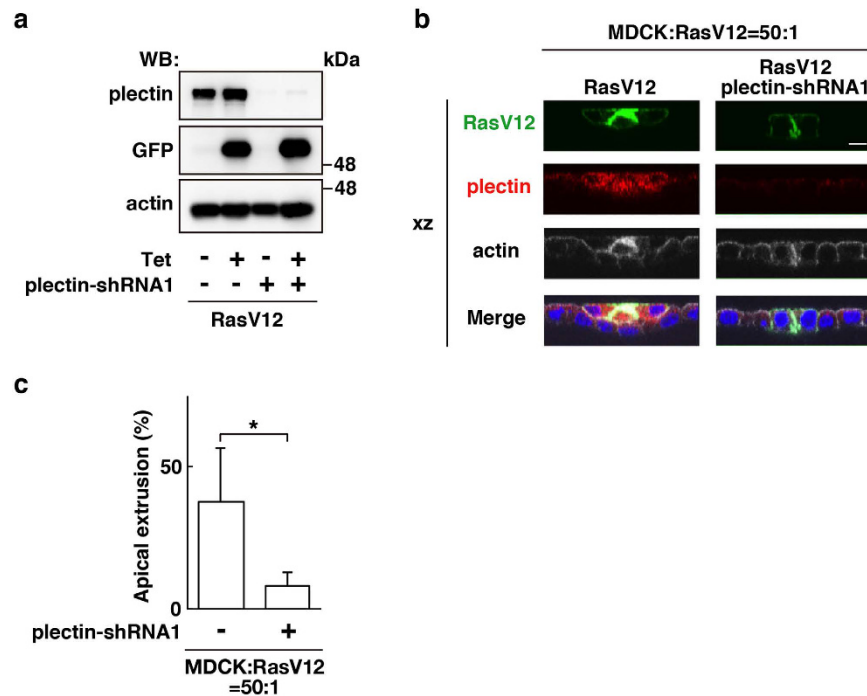 a
WB:
kDa
plectin
GFP
48
48
actin
Tet - + - +
plectin-shRNA1 - - + +
RasV12
b
MDCK:RasV12=50:1
RasV12
RasV12
plectin-shRNA1
RasV12
plectin
xz
actin
Merge
c
Apical extrusion (%)
50
0
*
plectin-shRNA1 - +
MDCK:RasV12
=50:1